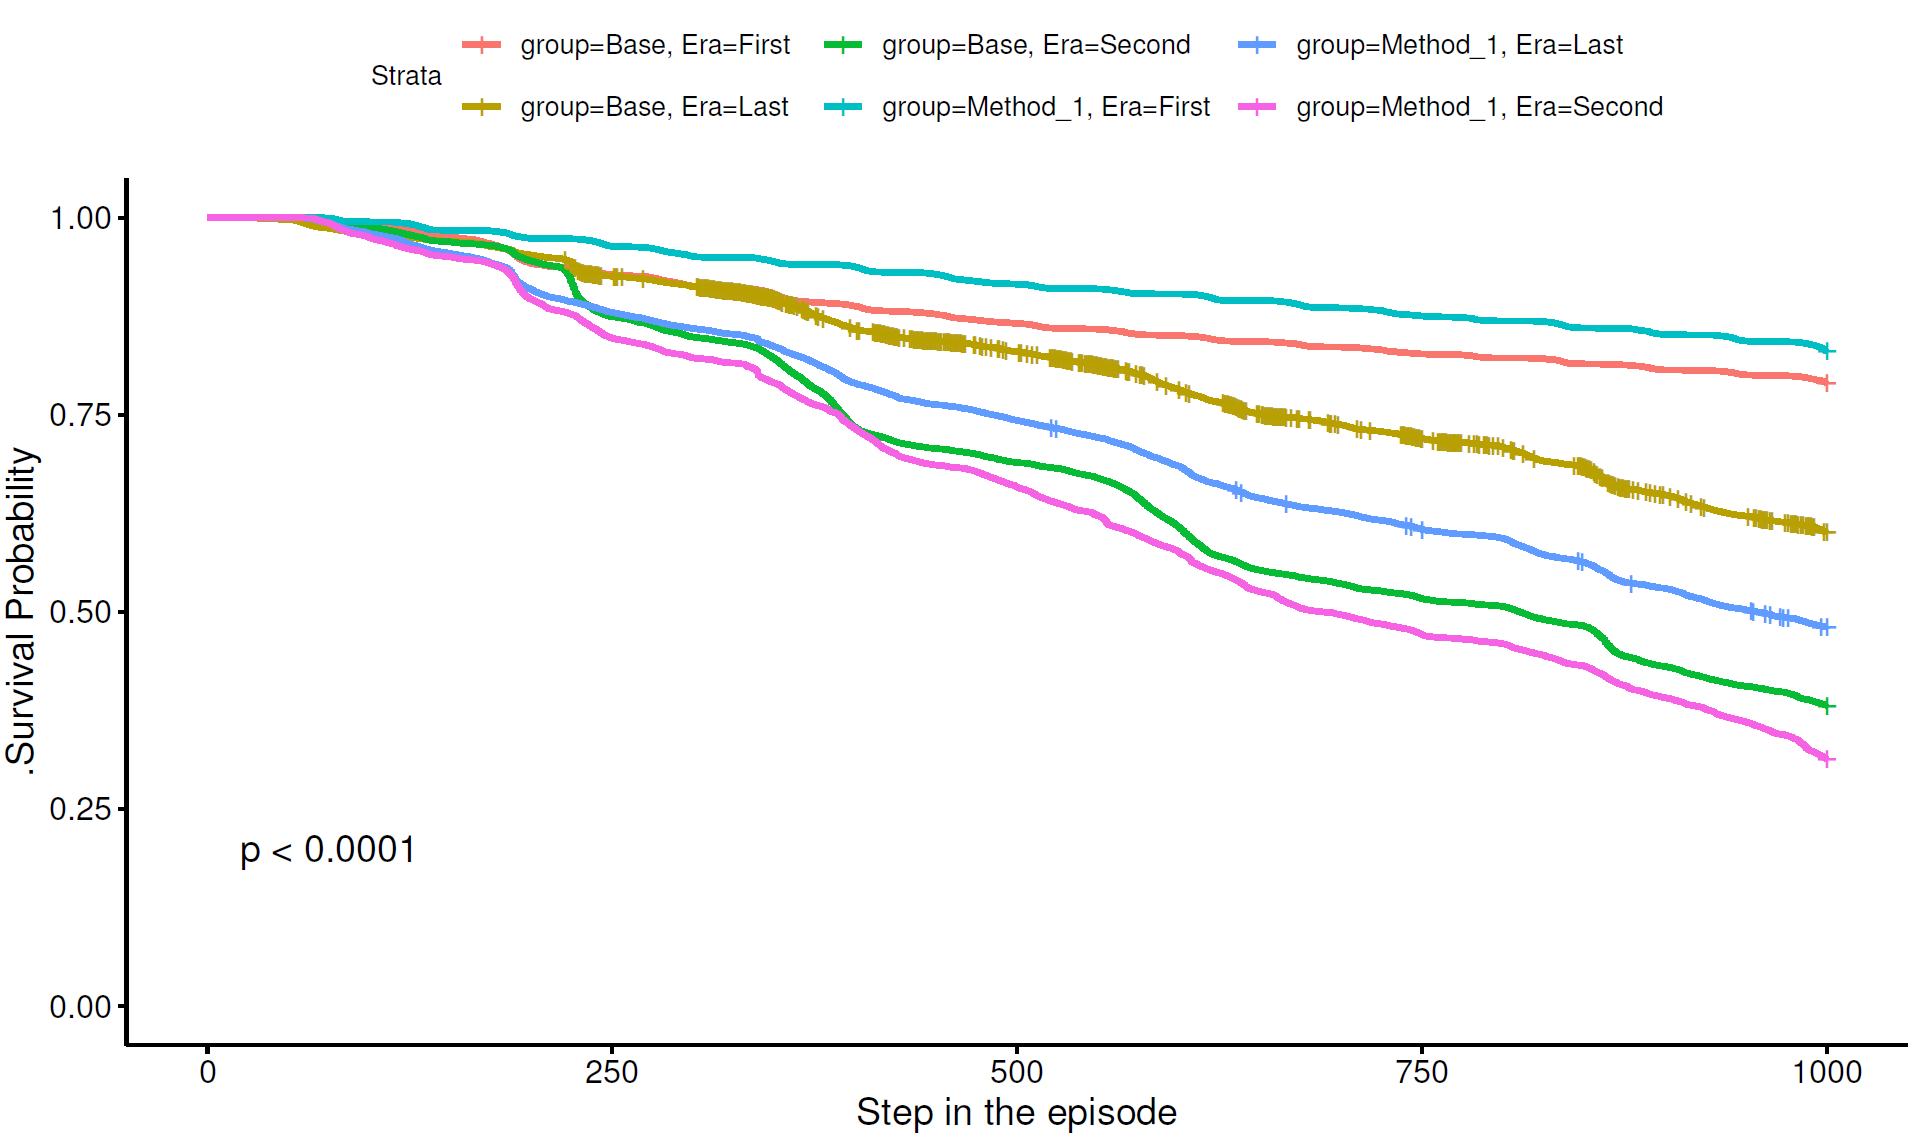 Strata
group=Base, Era=First
group=Base, Era=Second
group=Method_1, Era=Last
group=Base, Era=Last
group=Method_1, Era=First
group=Method_1, Era=Second
.Survival Probability
1.00
0.75
0.50
0.25
0.00
p < 0.0001
0 250 500 750 1000
Step in the episode